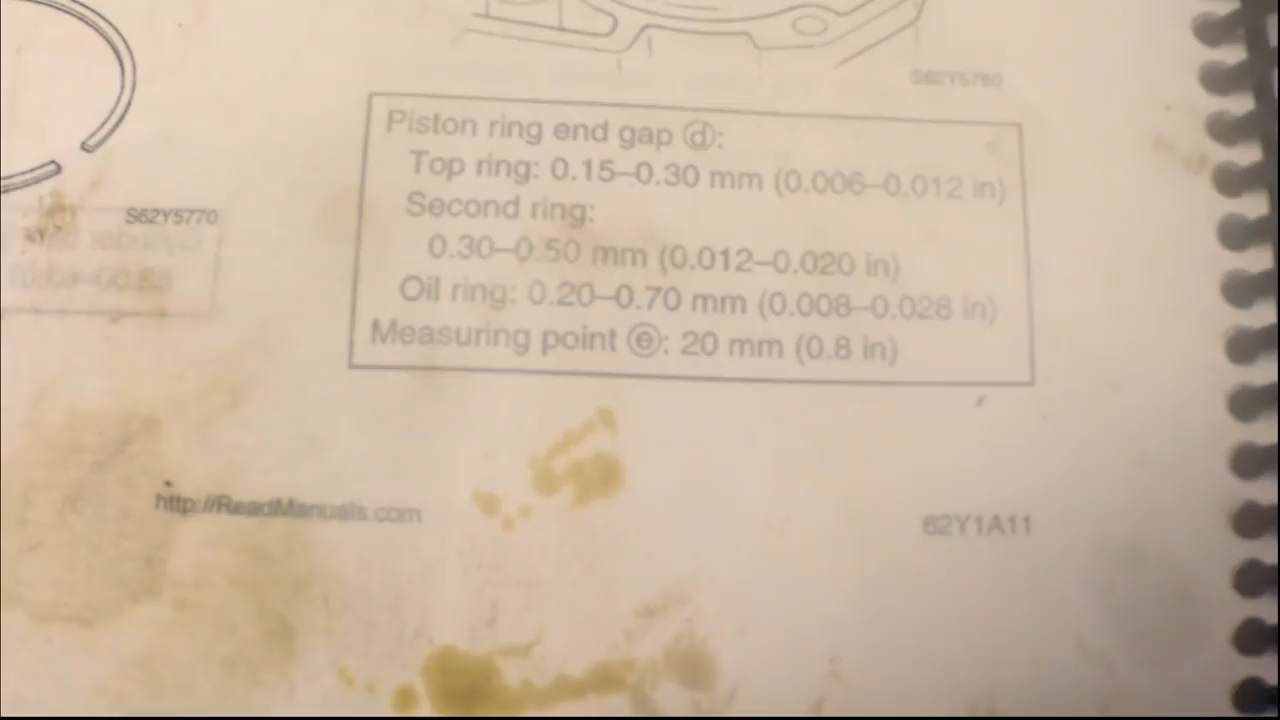 S62Y5780
Piston ring end gap ⓓ:
Top ring: 0.15–0.30 mm (0.006–0.012 in)
Second ring:
0.30–0.50 mm (0.012–0.020 in)
Oil ring: 0.20–0.70 mm (0.008–0.028 in)
Measuring point ⓔ: 20 mm (0.8 in)
S62Y5770
http://ReadManuals.com
62Y1A11